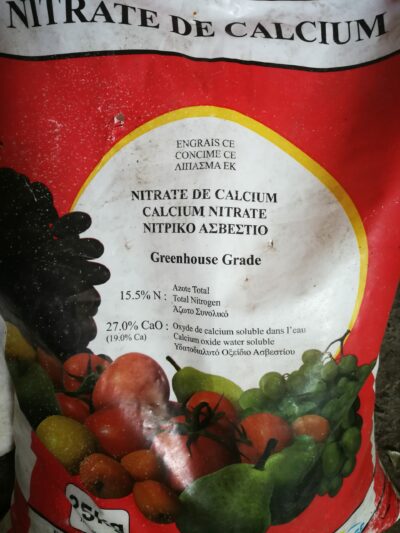 NITRATE DE CALCIUM
ENGRAIS CE
CONCIME CE
ΛΙΠΑΣΜΑ ΕΚ
NITRATE DE CALCIUM
CALCIUM NITRATE
ΝΙΤΡΙΚΟ ΑΣΒΕΣΤΙΟ
Greenhouse Grade
15.5% N : Azote Total
Total Nitrogen
Άζωτο Συνολικό
27.0% CaO : Oxyde de calcium soluble dans l'eau
(19.0% Ca) Calcium oxide water soluble
Υδατοδιαλυτό Οξείδιο Ασβεστίου
25kg